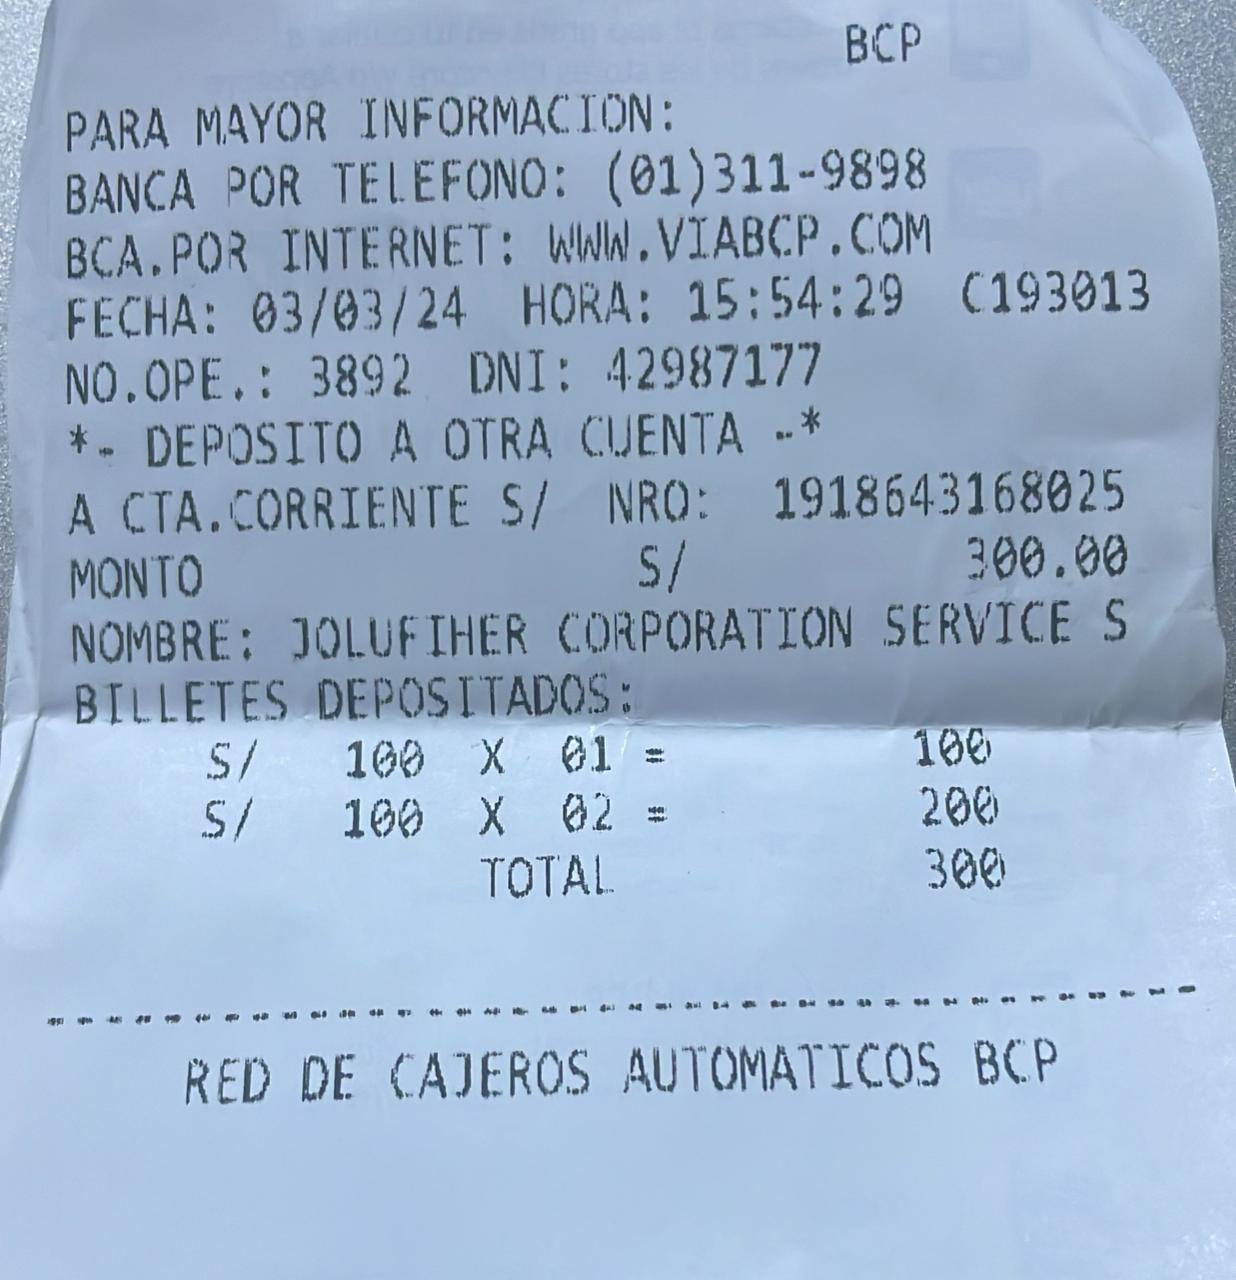 BCP
PARA MAYOR INFORMACION:
BANCA POR TELEFONO: (01)311-9898
BCA.POR INTERNET: WWW.VIABCP.COM
FECHA: 03/03/24 HORA: 15:54:29 C193013
NO.OPE.: 3892 DNI: 42987177
*- DEPOSITO A OTRA CUENTA -*
A CTA.CORRIENTE S/ NRO: 1918643168025
MONTO S/ 300.00
NOMBRE: JOLUFIHER CORPORATION SERVICE S
BILLETES DEPOSITADOS:
S/ 100 X 01 = 100
S/ 100 X 02 = 200
TOTAL 300
RED DE CAJEROS AUTOMATICOS BCP